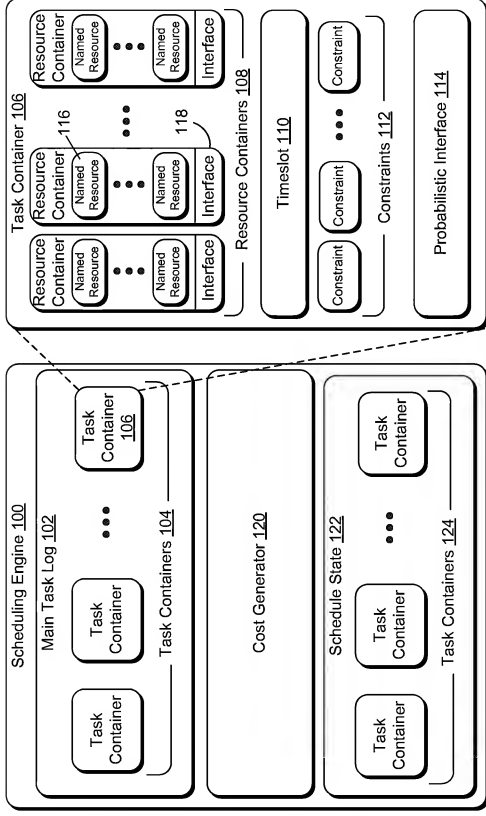 Scheduling Engine 100
Main Task Log 102
Task
Container
Task
Container
Task
Container
106
Task Containers 104
Cost Generator 120
Schedule State 122
Task
Container
Task
Container
Task
Container
Task Containers 124
Task Container 106
Resource
Container
Named
Resource
Named
Resource
Interface
Resource
Container
Named
Resource
Named
Resource
Interface
116
118
Resource
Container
Named
Resource
Named
Resource
Interface
Resource Containers 108
Timeslot 110
Constraint
Constraint
Constraint
Constraints 112
Probabilistic Interface 114